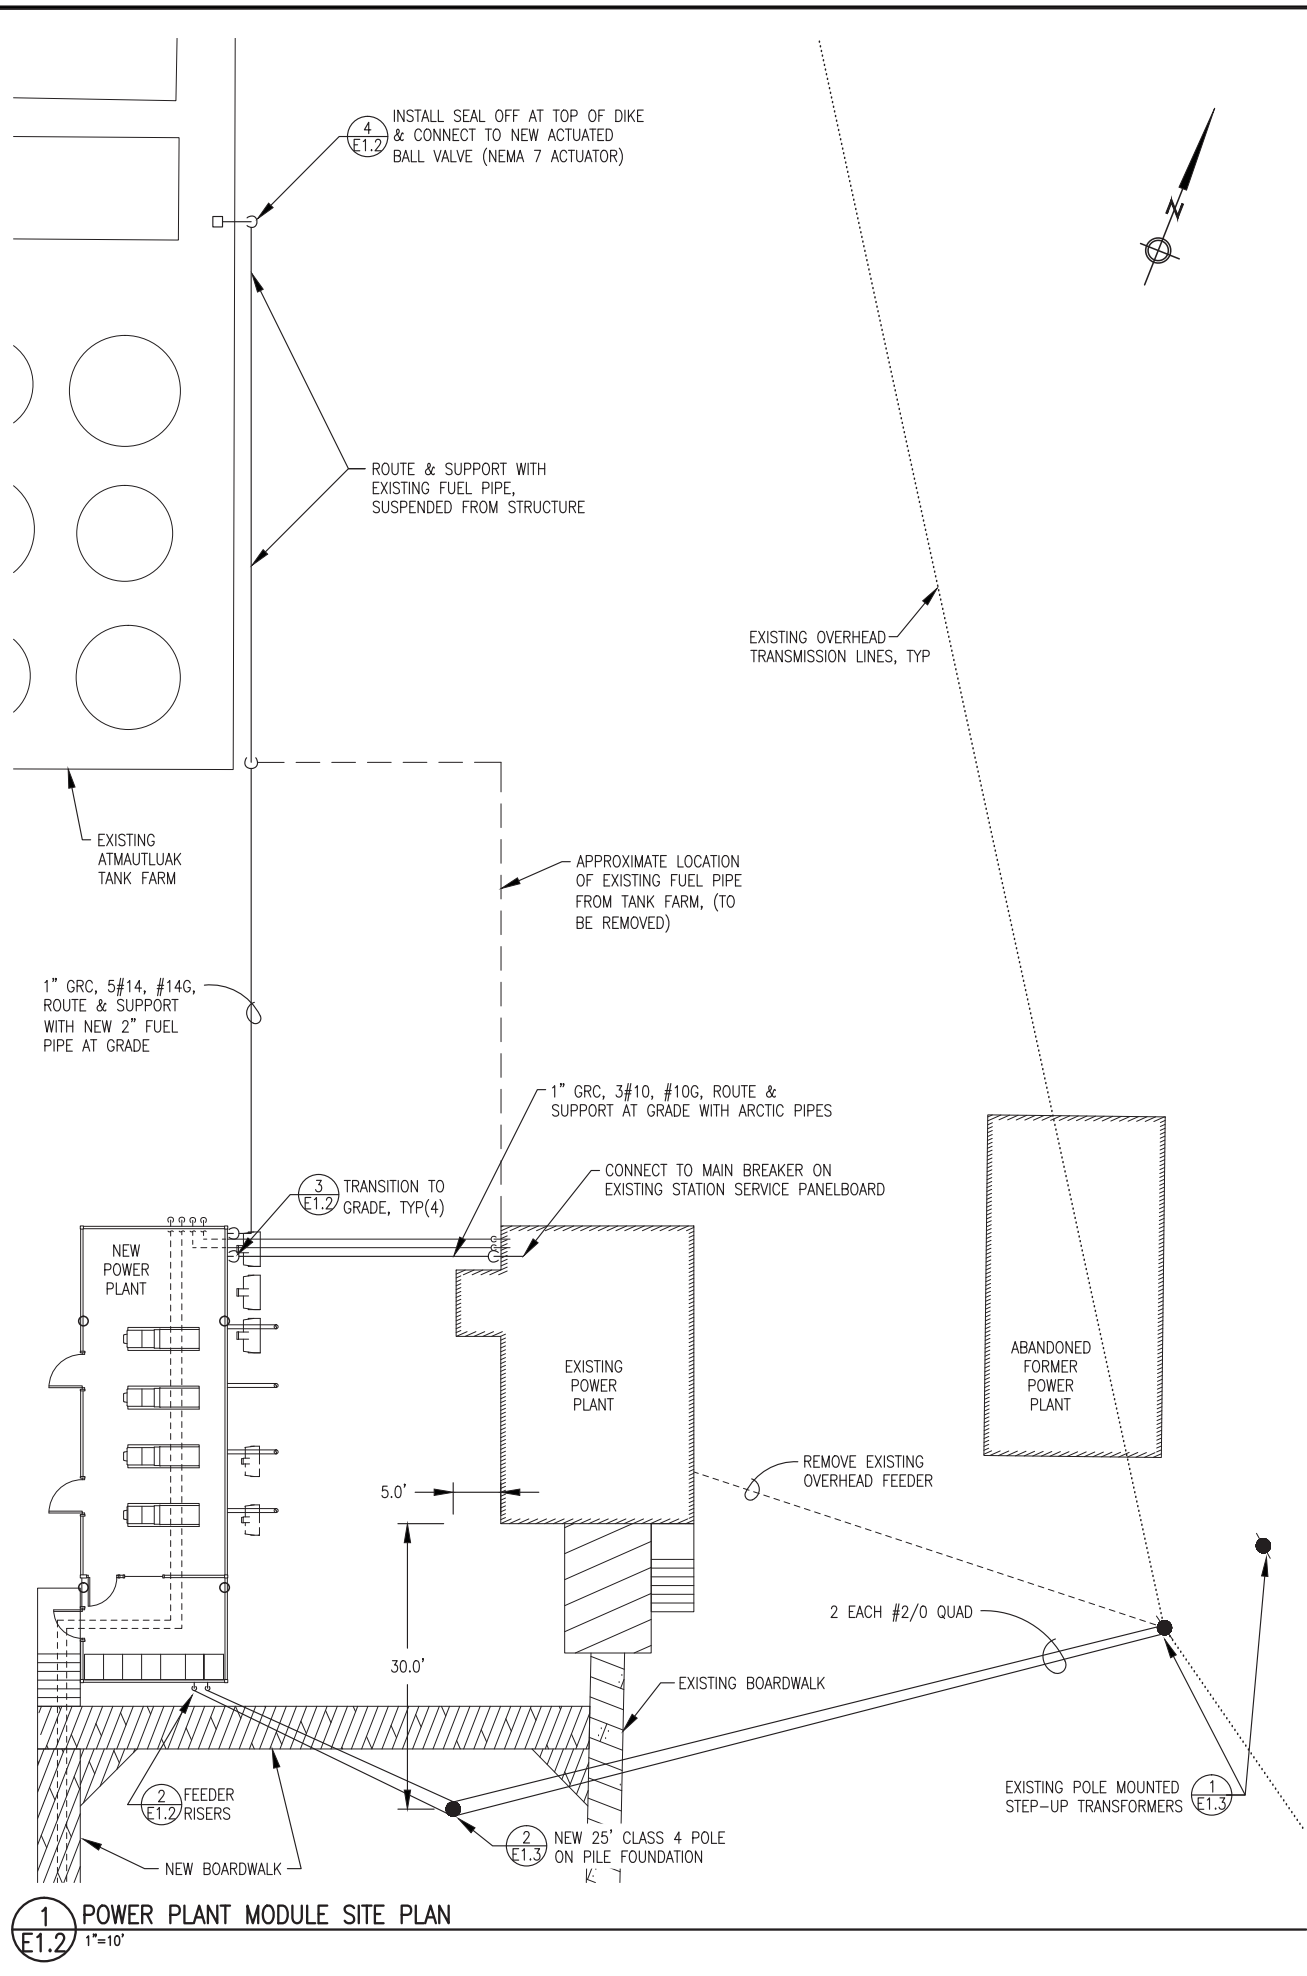 4
E1.2
INSTALL SEAL OFF AT TOP OF DIKE
& CONNECT TO NEW ACTUATED
BALL VALVE (NEMA 7 ACTUATOR)
N
ROUTE & SUPPORT WITH
EXISTING FUEL PIPE,
SUSPENDED FROM STRUCTURE
EXISTING OVERHEAD
TRANSMISSION LINES, TYP
EXISTING
ATMAUTLUAK
TANK FARM
APPROXIMATE LOCATION
OF EXISTING FUEL PIPE
FROM TANK FARM, (TO
BE REMOVED)
1" GRC, 5#14, #14G,
ROUTE & SUPPORT
WITH NEW 2" FUEL
PIPE AT GRADE
1" GRC, 3#10, #10G, ROUTE &
SUPPORT AT GRADE WITH ARCTIC PIPES
3
E1.2
TRANSITION TO
GRADE, TYP(4)
CONNECT TO MAIN BREAKER ON
EXISTING STATION SERVICE PANELBOARD
NEW
POWER
PLANT
EXISTING
POWER
PLANT
ABANDONED
FORMER
POWER
PLANT
REMOVE EXISTING
OVERHEAD FEEDER
5.0'
2 EACH #2/0 QUAD
30.0'
EXISTING BOARDWALK
2
E1.2
FEEDER
RISERS
EXISTING POLE MOUNTED
STEP-UP TRANSFORMERS
1
E1.3
2
E1.3
NEW 25' CLASS 4 POLE
ON PILE FOUNDATION
NEW BOARDWALK
1
E1.2
POWER PLANT MODULE SITE PLAN
1"=10'